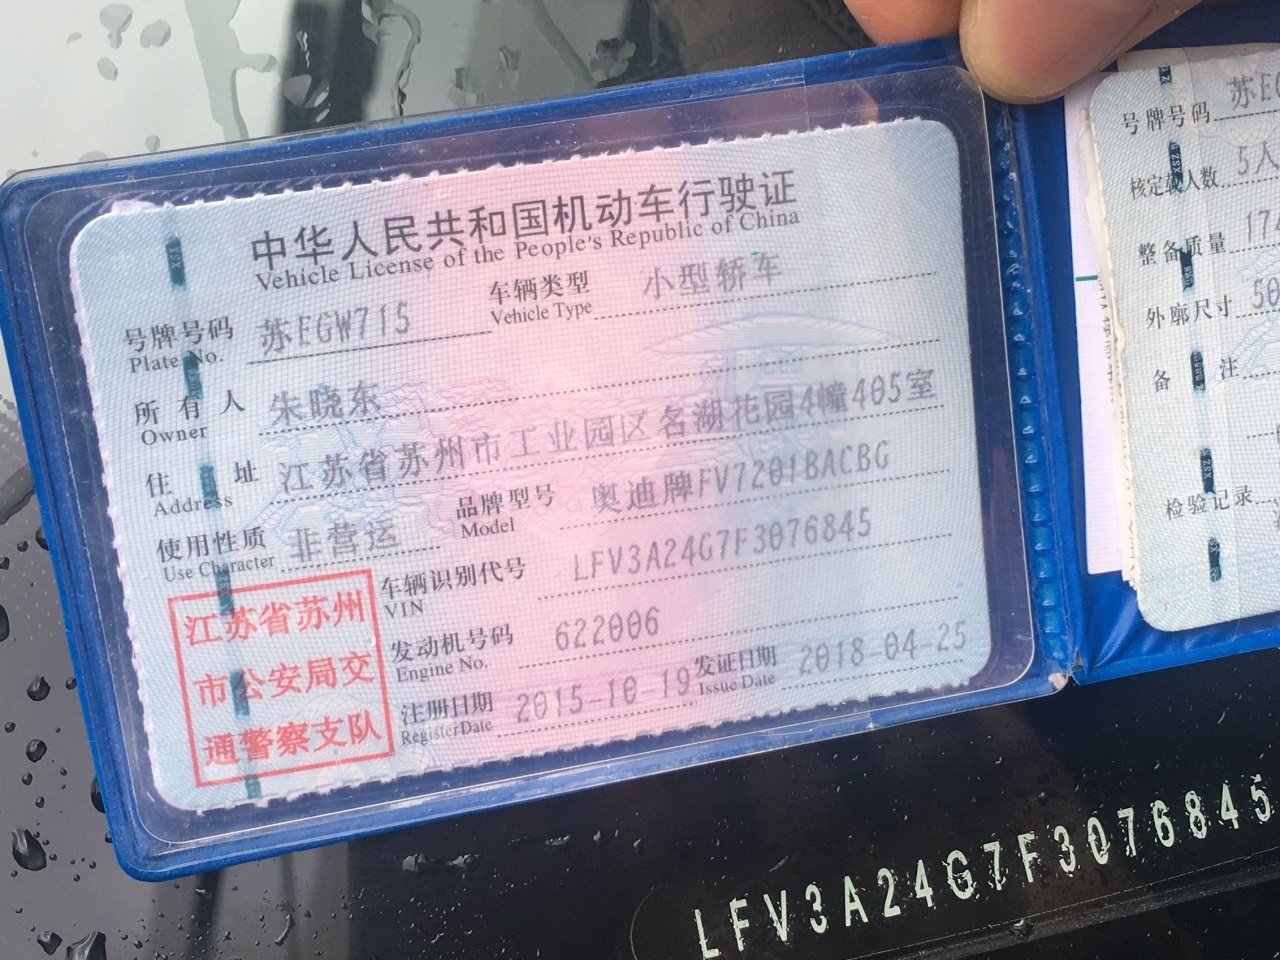 中华人民共和国机动车行驶证
Vehicle License of the People's Republic of China
号牌号码 苏EGW715 车辆类型 小型轿车
Plate No. Vehicle Type
所有人 朱晓东
Owner
住址 江苏省苏州市工业园区名湖花园4幢405室
Address
使用性质 非营运 品牌型号 奥迪牌FV7201BACBG
Use Character Model
车辆识别代号 LFV3A24G7F3076845
VIN
发动机号码 622006
Engine No.
注册日期 2015-10-19 发证日期 2018-04-25
Register Date Issue Date
江苏省苏州
市公安局交
通警察支队
号牌号码 苏EG
核定载人数 5人
整备质量 17
外廓尺寸 50
备注
检验记录
LFV3A24G7F3076845